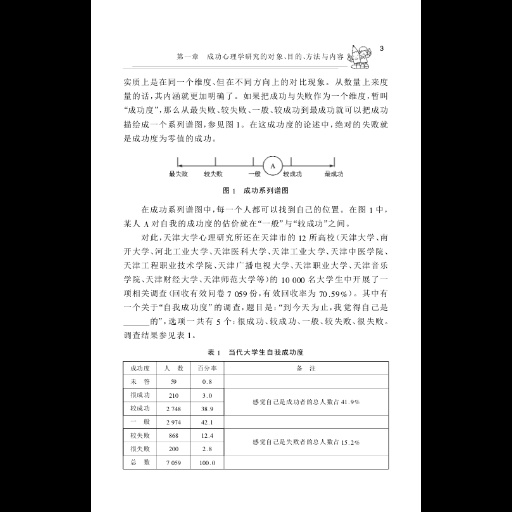 第一章 成功心理学研究的对象、目的、方法与内容
3
实质上是在同一个维度、但在不同方向上的对比现象。从数量上来度
量的话，其内涵就更加明确了。如果把成功与失败作为一个维度，暂叫
“成功度”，那么从最失败、较失败、一般、较成功到最成功就可以把成功
描绘成一个系列谱图，参见图 1。在这成功度的论述中，绝对的失败就
是成功度为零值的成功。
A
最失败 较失败 一般 较成功 最成功
图 1 成功系列谱图
在成功系列谱图中，每一个人都可以找到自己的位置。在图 1 中，
某人 A 对自我的成功度的估价就在“一般”与“较成功”之间。
对此，天津大学心理研究所还在天津市的 12 所高校(天津大学、南
开大学、河北工业大学、天津医科大学、天津工业大学、天津中医学院、
天津工程职业技术学院、天津广播电视大学、天津职业大学、天津音乐
学院、天津财经大学、天津师范大学等)的 10 000 名大学生中开展了一
项相关调查(回收有效问卷 7 059 份，有效回收率为 70.59%)。其中有
一个关于“自我成功度”的调查，题目是：“到今天为止，我觉得自己是
______的”，选项一共有 5 个：很成功、较成功、一般、较失败、很失败。
调查结果参见表 1。
表 1 当代大学生自我成功度
成功度 人 数 百分率 备 注
未 答 59 0.8
很成功 210 3.0
感觉自己是成功者的总人数占 41.9%
较成功 2 748 38.9
一 般 2 974 42.1
较失败 868 12.4
感觉自己是失败者的总人数占 15.2%
很失败 200 2.8
总 数 7 059 100.0